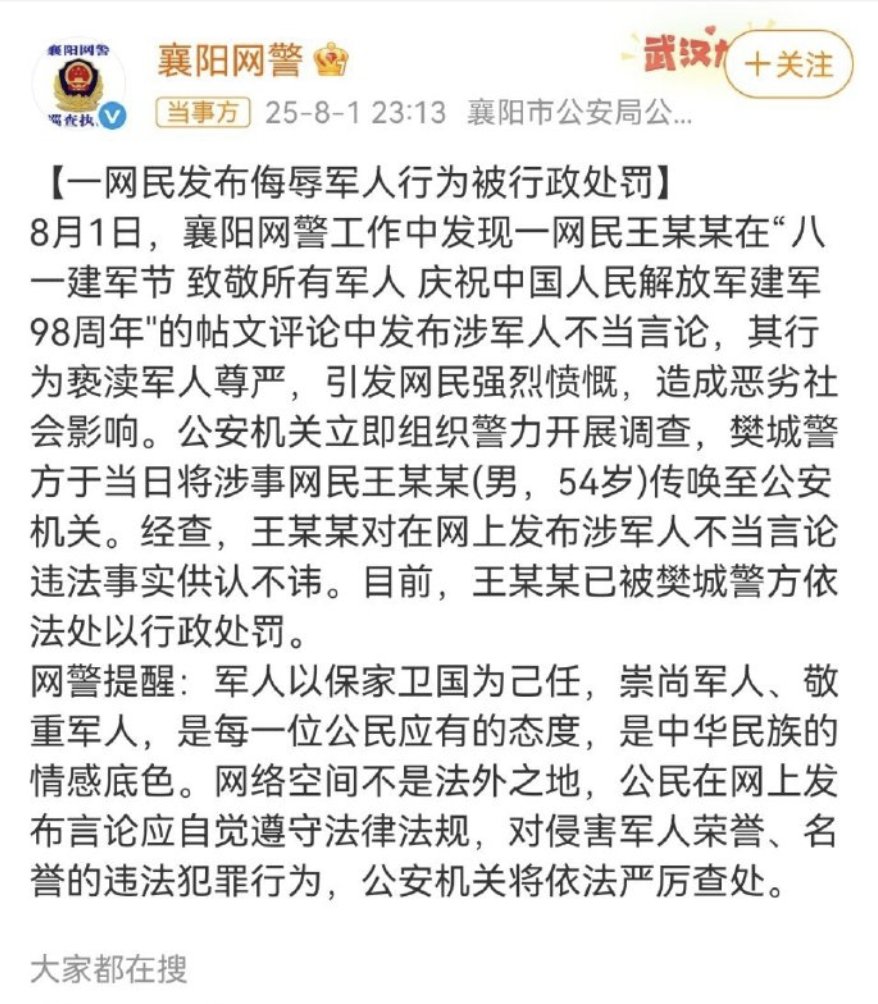 襄阳网警
襄阳网警
巡查执
武汉
十关注
当事方 25-8-1 23:13 襄阳市公安局公...
【一网民发布侮辱军人行为被行政处罚】
8月1日，襄阳网警工作中发现一网民王某某在“八
一建军节 致敬所有军人 庆祝中国人民解放军建军
98周年"的帖文评论中发布涉军人不当言论，其行
为亵渎军人尊严，引发网民强烈愤慨，造成恶劣社
会影响。公安机关立即组织警力开展调查，樊城警
方于当日将涉事网民王某某(男，54岁)传唤至公安
机关。经查，王某某对在网上发布涉军人不当言论
违法事实供认不讳。目前，王某某已被樊城警方依
法处以行政处罚。
网警提醒：军人以保家卫国为己任，崇尚军人、敬
重军人，是每一位公民应有的态度，是中华民族的
情感底色。网络空间不是法外之地，公民在网上发
布言论应自觉遵守法律法规，对侵害军人荣誉、名
誉的违法犯罪行为，公安机关将依法严厉查处。
大家都在搜